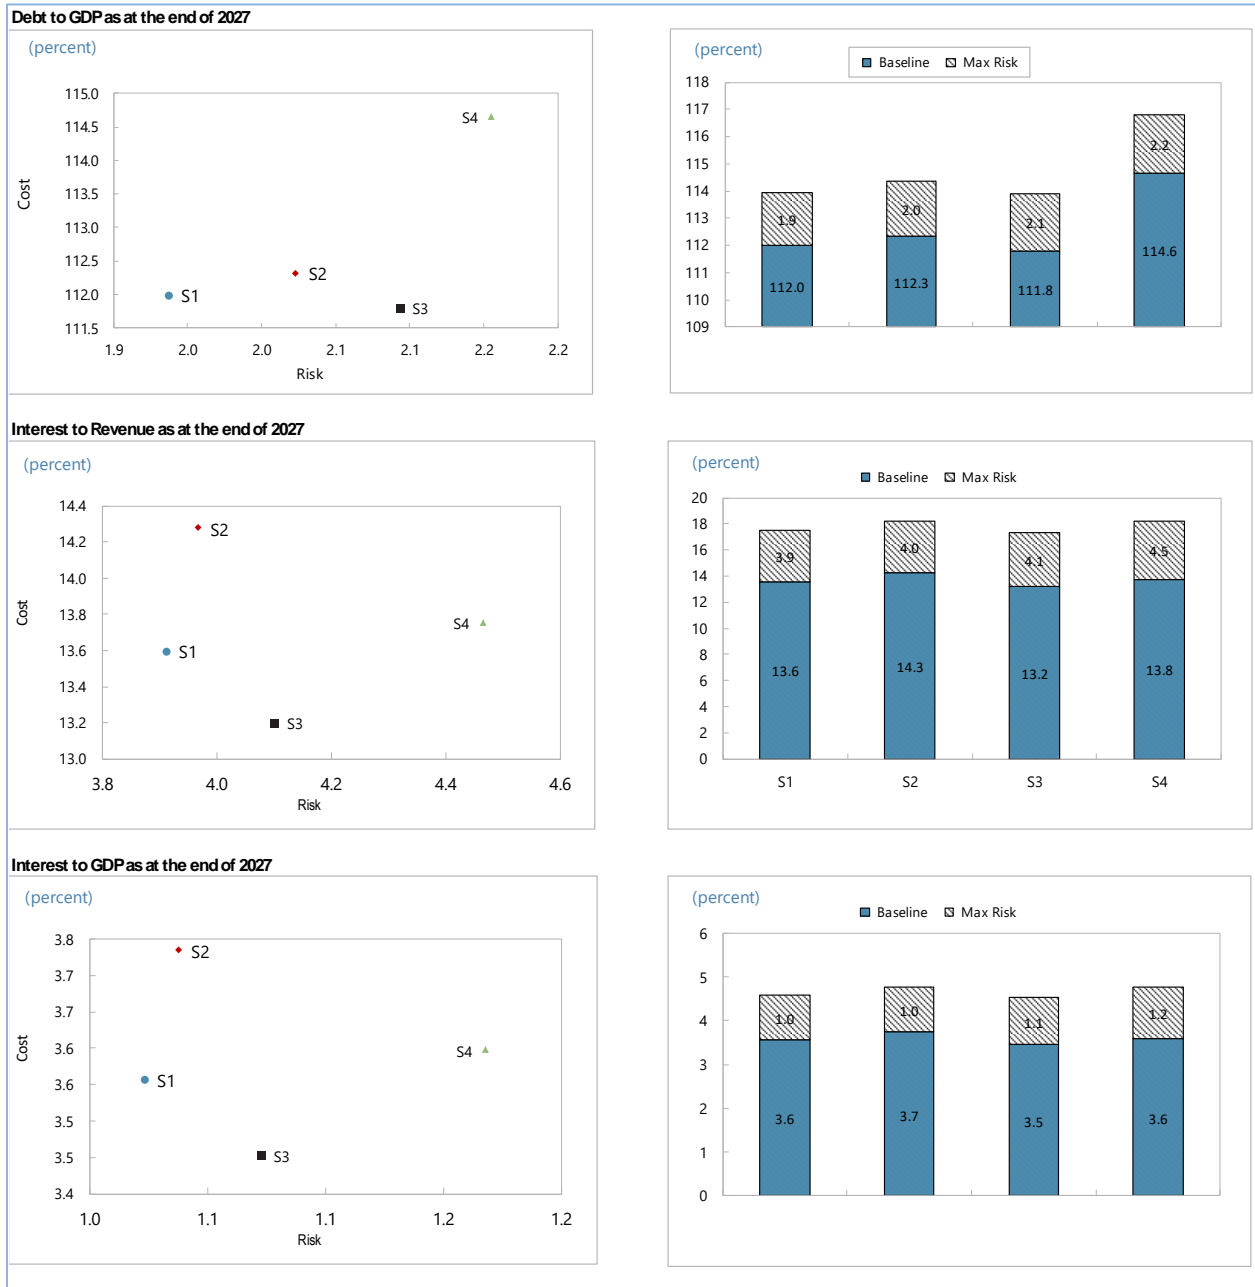 Debt to GDP as at the end of 2027
(percent)
115.0
114.5
114.0
113.5
113.0
112.5
112.0
111.5
Cost
S4
S2
S1
S3
1.9 2.0 2.0 2.1 2.1 2.2 2.2
Risk
(percent)
Baseline Max Risk
118
117
116
115
114
113
112
111
110
109
1.9 2.0 2.1 2.2
112.0 112.3 111.8 114.6
Interest to Revenue as at the end of 2027
(percent)
14.4
14.2
14.0
13.8
13.6
13.4
13.2
13.0
Cost
S2
S4
S1
S3
3.8 4.0 4.2 4.4 4.6
Risk
(percent)
Baseline Max Risk
20
18
16
14
12
10
8
6
4
2
0
3.9 4.0 4.1 4.5
13.6 14.3 13.2 13.8
S1 S2 S3 S4
Interest to GDP as at the end of 2027
(percent)
3.8
3.7
3.7
3.6
3.6
3.5
3.5
3.4
Cost
S2
S4
S1
S3
1.0 1.1 1.1 1.2 1.2
Risk
(percent)
Baseline Max Risk
6
5
4
3
2
1
0
1.0 1.0 1.1 1.2
3.6 3.7 3.5 3.6